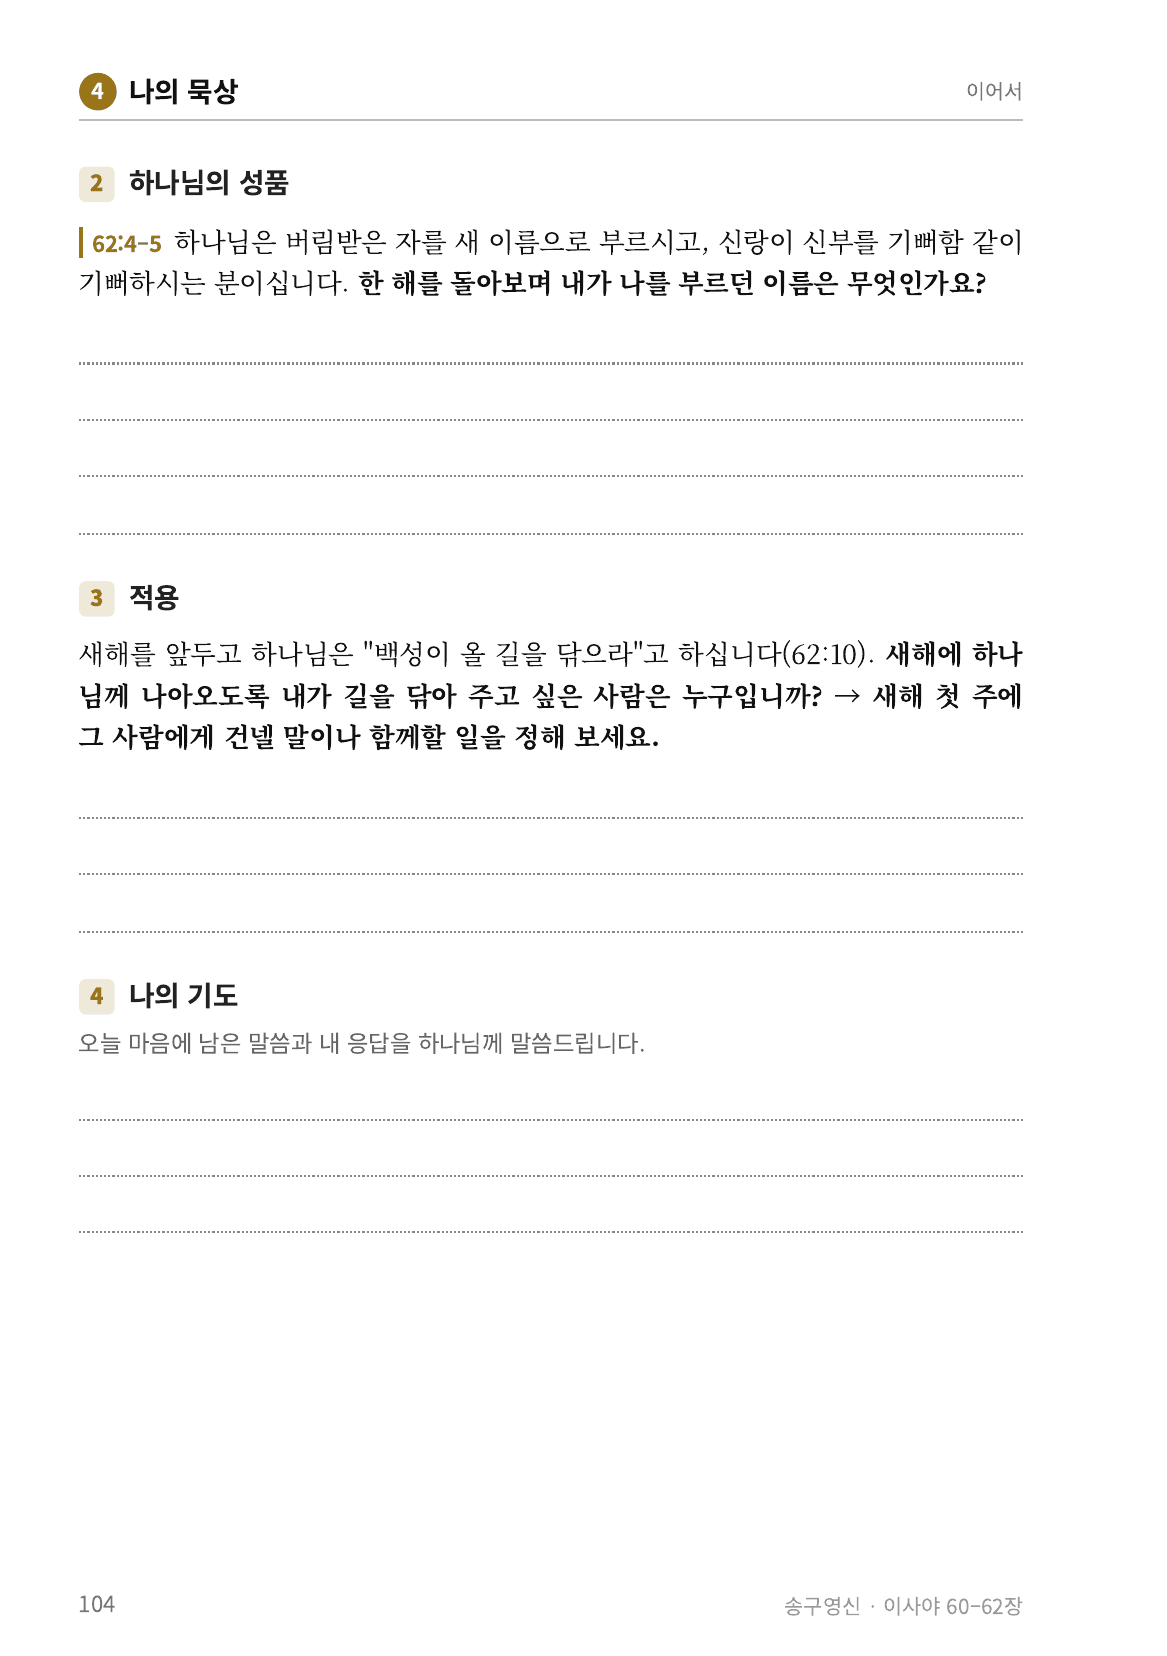 4 나의 묵상 이어서
2 하나님의 성품
62:4–5 하나님은 버림받은 자를 새 이름으로 부르시고, 신랑이 신부를 기뻐함 같이
기뻐하시는 분이십니다. 한 해를 돌아보며 내가 나를 부르던 이름은 무엇인가요?
3 적용
새해를 앞두고 하나님은 "백성이 올 길을 닦으라"고 하십니다(62:10). 새해에 하나
님께 나아오도록 내가 길을 닦아 주고 싶은 사람은 누구입니까? → 새해 첫 주에
그 사람에게 건넬 말이나 함께할 일을 정해 보세요.
4 나의 기도
오늘 마음에 남은 말씀과 내 응답을 하나님께 말씀드립니다.
104 송구영신 · 이사야 60–62장